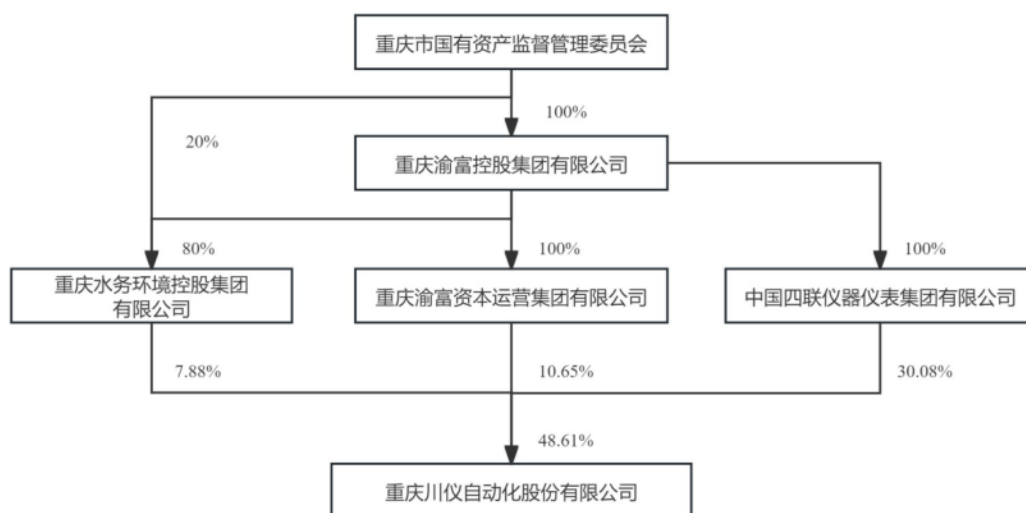 重庆市国有资产监督管理委员会
100%
20%
重庆渝富控股集团有限公司
80%
100%
100%
重庆水务环境控股集团
有限公司
重庆渝富资本运营集团有限公司
中国四联仪器仪表集团有限公司
7.88%
10.65%
30.08%
48.61%
重庆川仪自动化股份有限公司